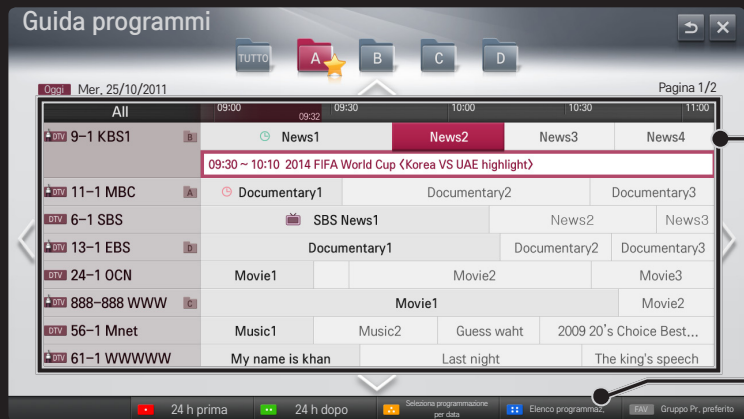 Guida programmi
TUTTO A B C D
Oggi Mer, 25/10/2011 Pagina 1/2
All 09:00 09:32 09:30 10:00 10:30 11:00
DTV 9-1 KBS1 B News1 News2 News3 News4
09:30 ~ 10:10 2014 FIFA World Cup 〈Korea VS UAE highlight〉
DTV 11-1 MBC A Documentary1 Documentary2 Documentary3
DTV 6-1 SBS SBS News1 News2 News3
DTV 13-1 EBS D Documentary1 Documentary2 Documentary3
DTV 24-1 OCN Movie1 Movie2 Movie3
DTV 888-888 WWW C Movie1 Movie2
DTV 56-1 Mnet Music1 Music2 Guess waht 2009 20's Choice Best...
DTV 61-1 WWWWW My name is khan Last night The king's speech
24 h prima 24 h dopo Seleziona programmazione per data Elenco programmaz, FAV Gruppo Pr, preferito